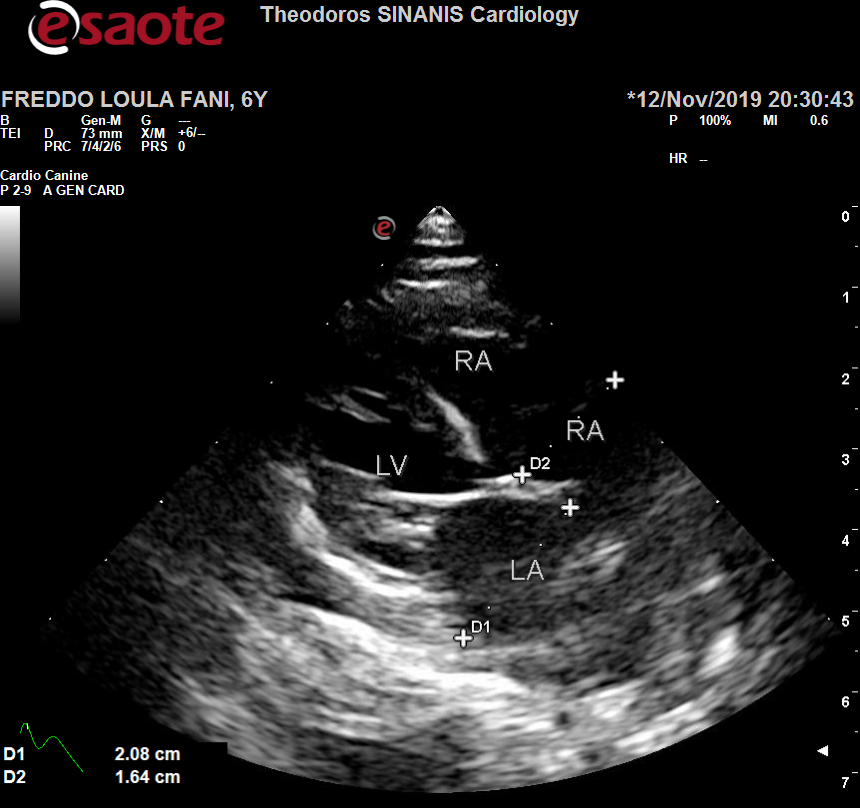 esaote
Theodoros SINANIS Cardiology
FREDDO LOULA FANI, 6Y
*12/Nov/2019 20:30:43
B Gen-M G ---
TEI D 73 mm X/M +6/--
PRC 7/4/2/6 PRS 0
P 100% MI 0.6
HR --
Cardio Canine
P 2-9 A GEN CARD
e
0
1
RA
2
RA
3
LV
D2
4
LA
5
D1
6
7
D1 2.08 cm
D2 1.64 cm